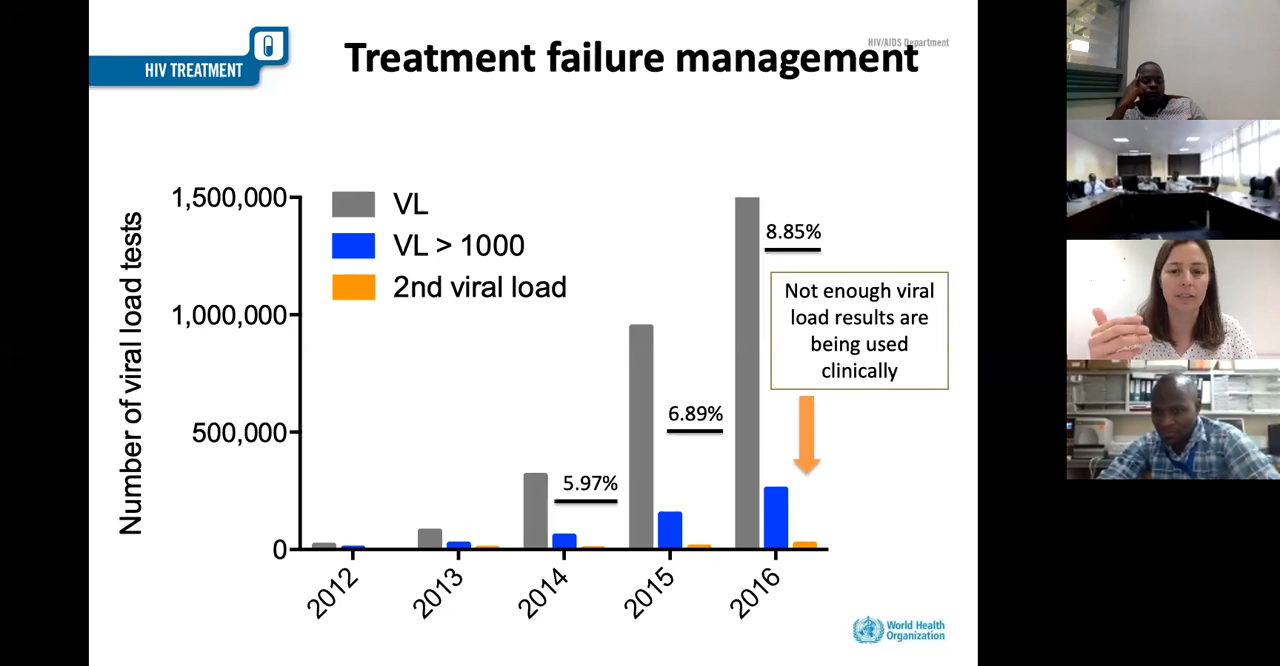 HIV/AIDS Department
HIV TREATMENT
Treatment failure management
Number of viral load tests
1,500,000
1,000,000
500,000
0
VL
VL > 1000
2nd viral load
5.97%
6.89%
8.85%
Not enough viral
load results are
being used
clinically
2012
2013
2014
2015
2016
World Health
Organization